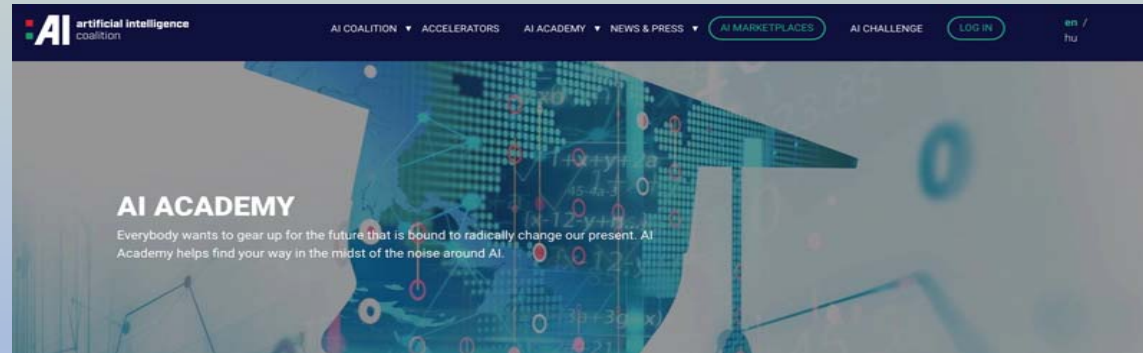 AI artificial intelligence
coalition
AI COALITION ▼ ACCELERATORS AI ACADEMY ▼ NEWS & PRESS ▼ AI MARKETPLACES AI CHALLENGE LOG IN en /
hu
AI ACADEMY
Everybody wants to gear up for the future that is bound to radically change our present. AI
Academy helps find your way in the midst of the noise around AI.